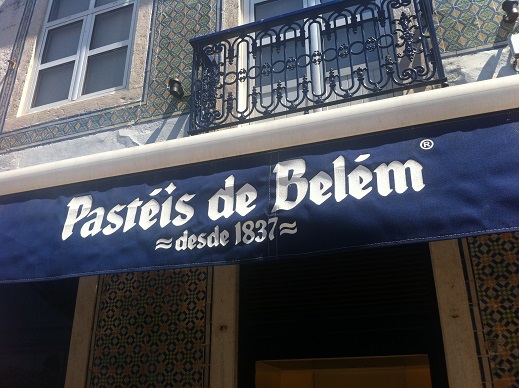 Pastéis de Belém ®
≈desde 1837≈